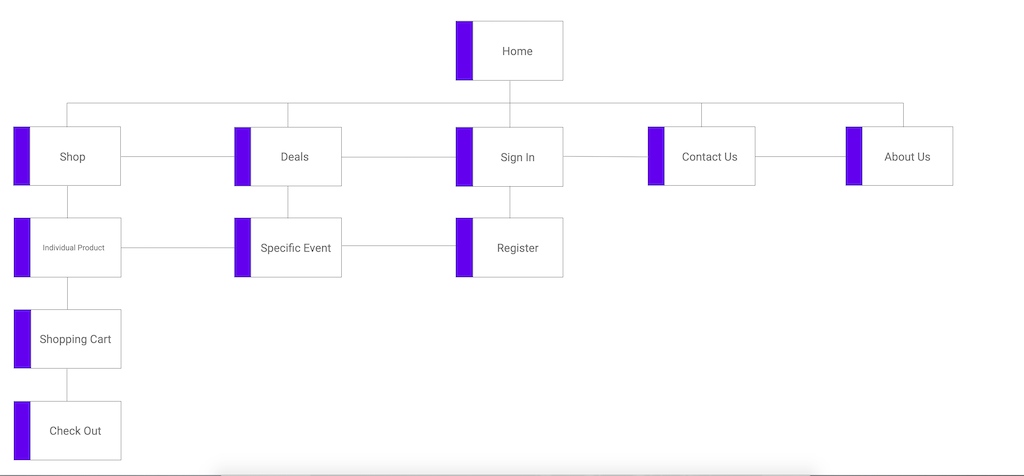 Home
Shop
Deals
Sign In
Contact Us
About Us
Individual Product
Specific Event
Register
Shopping Cart
Check Out